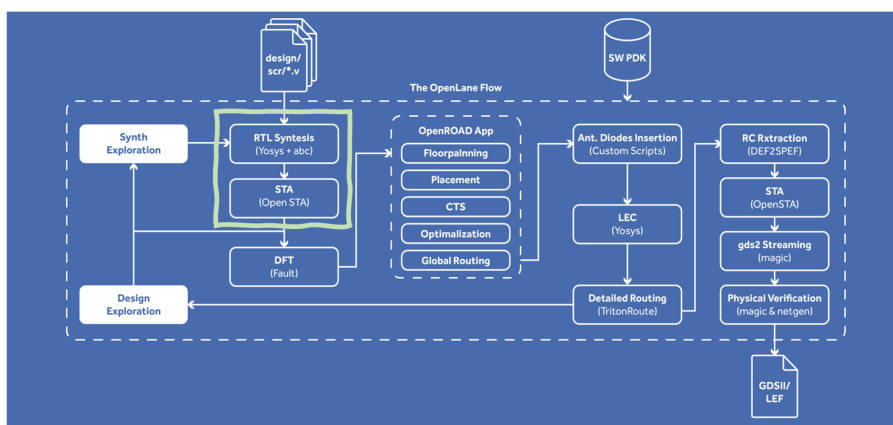 design/
scr/*.v
SW PDK
The OpenLane Flow
Synth
Exploration
RTL Syntesis
(Yosys + abc)
STA
(Open STA)
DFT
(Fault)
Design
Exploration
OpenROAD App
Floorpalnning
Placement
CTS
Optimalization
Global Routing
Ant. Diodes Insertion
(Custom Scripts)
LEC
(Yosys)
Detailed Routing
(TritonRoute)
RC Rxtraction
(DEF2SPEF)
STA
(OpenSTA)
gds2 Streaming
(magic)
Physical Verification
(magic & netgen)
GDSII/
LEF